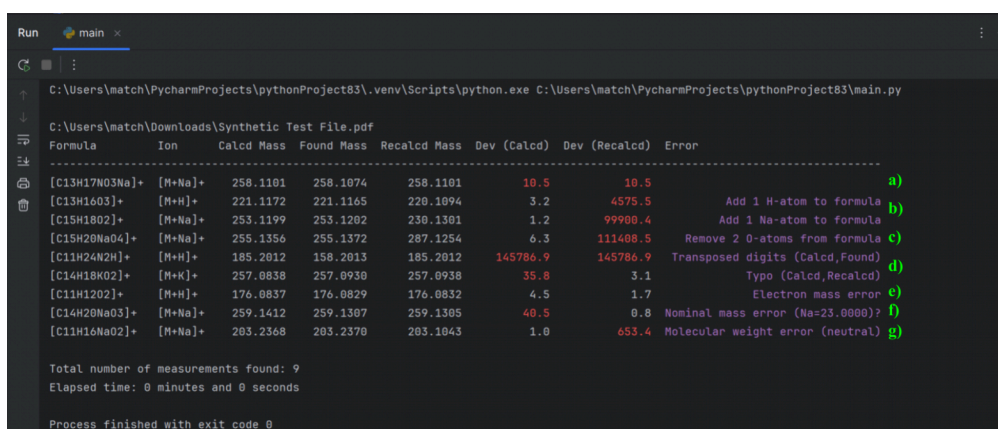 Run main ×
C:\Users\match\PycharmProjects\pythonProject83\.venv\Scripts\python.exe C:\Users\match\PycharmProjects\pythonProject83\main.py
C:\Users\match\Downloads\Synthetic Test File.pdf
Formula Ion Calcd Mass Found Mass Recalcd Mass Dev (Calcd) Dev (Recalcd) Error
[C13H17NO3Na]+ [M+Na]+ 258.1101 258.1074 258.1101 10.5 10.5 a)
[C13H16O3]+ [M+H]+ 221.1172 221.1165 220.1094 3.2 4575.5 Add 1 H-atom to formula
b)
[C15H18O2]+ [M+Na]+ 253.1199 253.1202 230.1301 1.2 99900.4 Add 1 Na-atom to formula
[C15H20NaO4]+ [M+Na]+ 255.1356 255.1372 287.1254 6.3 111408.5 Remove 2 O-atoms from formula c)
[C11H24N2H]+ [M+H]+ 185.2012 158.2013 185.2012 145786.9 145786.9 Transposed digits (Calcd,Found)
d)
[C14H18KO2]+ [M+K]+ 257.0838 257.0930 257.0938 35.8 3.1 Typo (Calcd,Recalcd)
[C11H12O2]+ [M+H]+ 176.0837 176.0829 176.0832 4.5 1.7 Electron mass error e)
[C14H20NaO3]+ [M+Na]+ 259.1412 259.1307 259.1305 40.5 0.8 Nominal mass error (Na=23.0000)? f)
[C11H16NaO2]+ [M+Na]+ 203.2368 203.2370 203.1043 1.0 653.4 Molecular weight error (neutral) g)
Total number of measurements found: 9
Elapsed time: 0 minutes and 0 seconds
Process finished with exit code 0